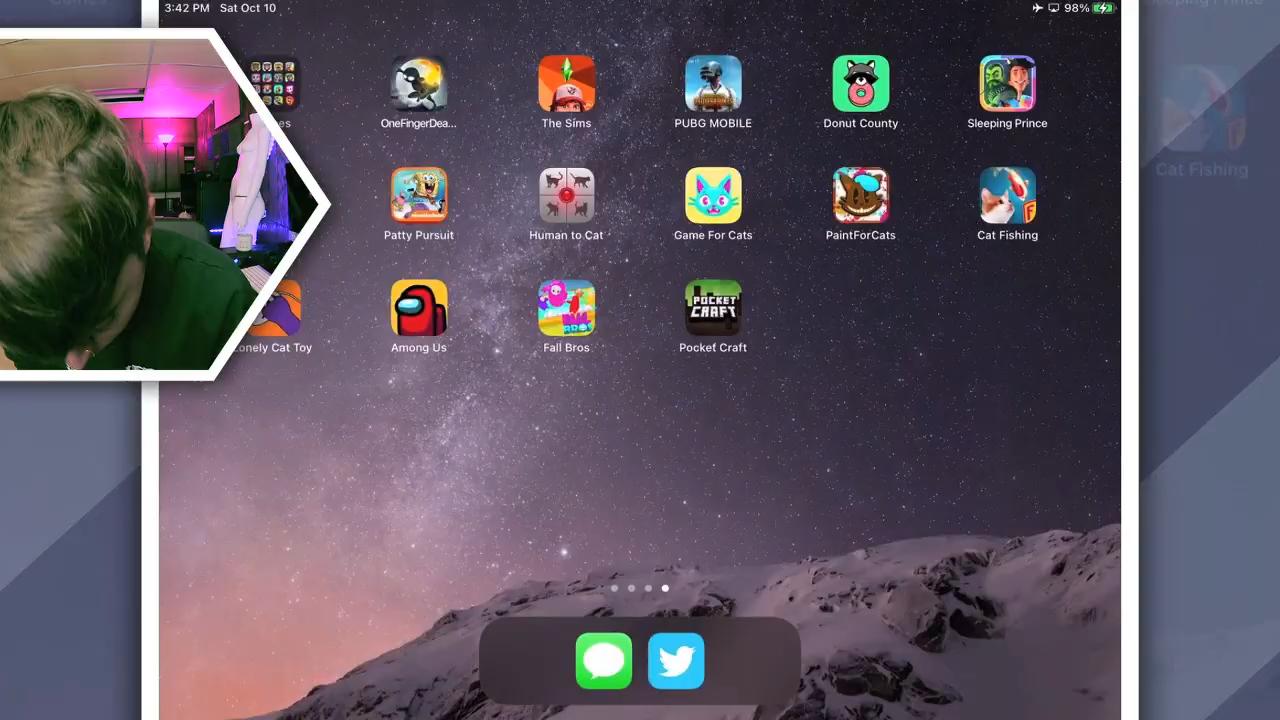 3:42 PM Sat Oct 10 98%
OneFingerDea... The Sims PUBG MOBILE Donut County Sleeping Prince
Patty Pursuit Human to Cat Game For Cats PaintForCats Cat Fishing
POCKET
CRAFT
Lonely Cat Toy Among Us Fall Bros Pocket Craft
Cat Fishing